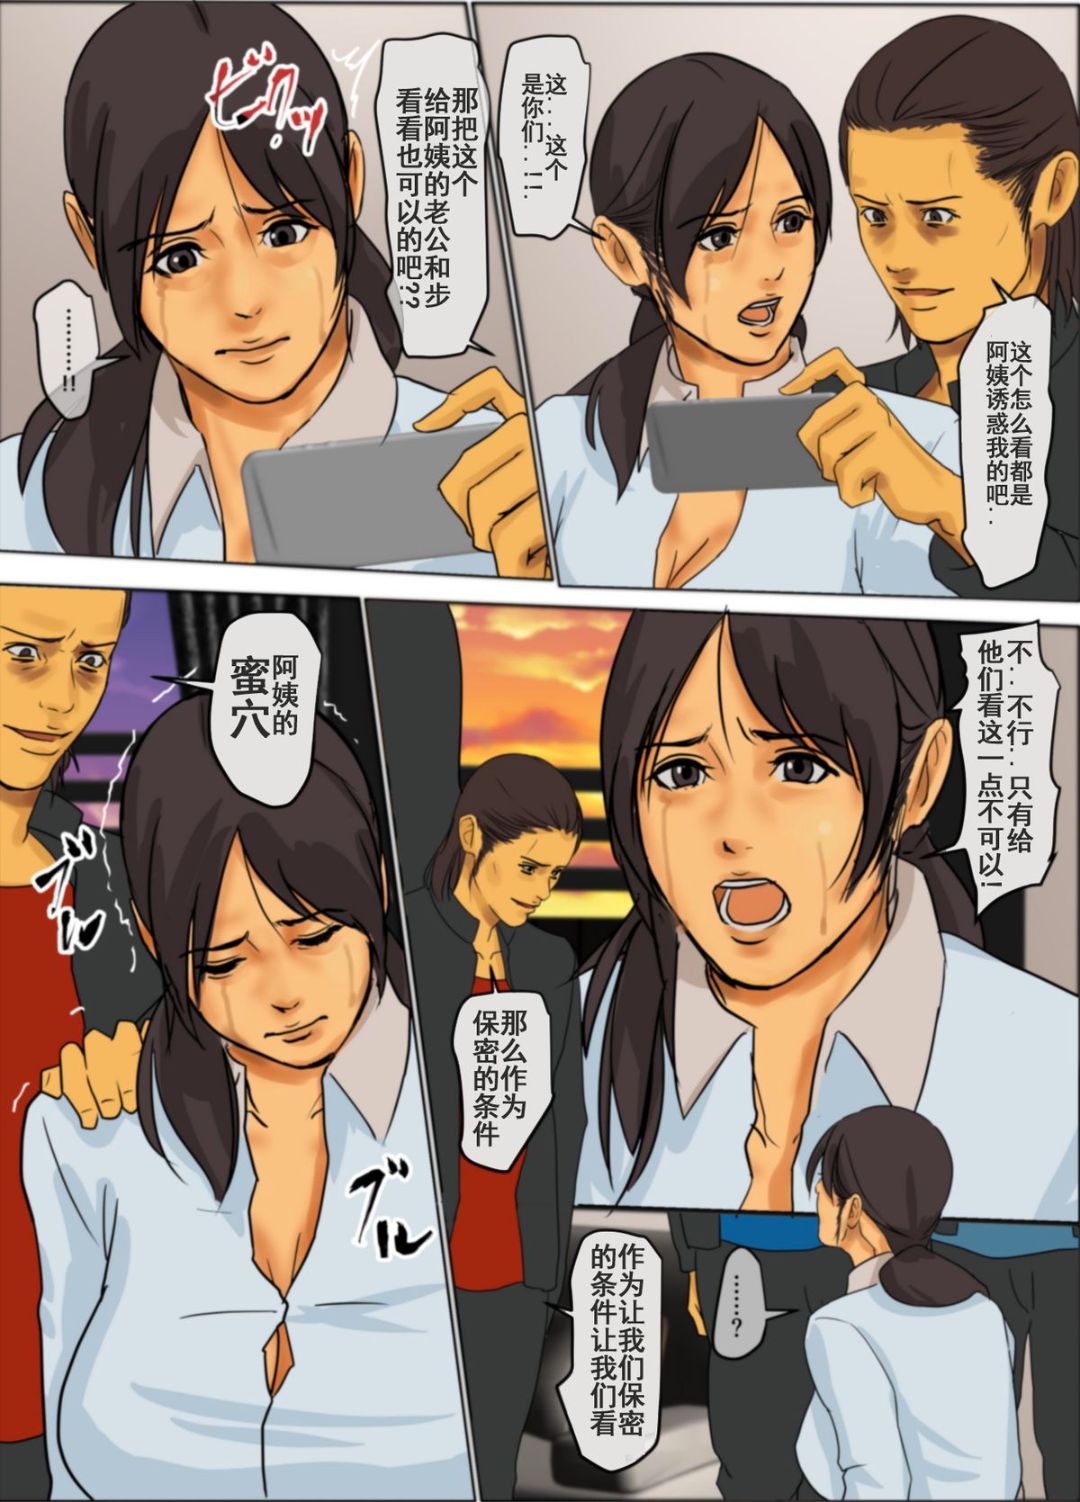 这...这个
是你们...!!.
这个怎么看都是
阿姨诱惑我的吧..
那把这个
给阿姨的老公和步
看看也可以的吧??
ビクッ
………!!
不...不行...只有给
他们看这一点不可以!
……?
那么作为
保密的条件
作为让我们保密
的条件让我们看
阿姨的
蜜穴
ブル
ブル